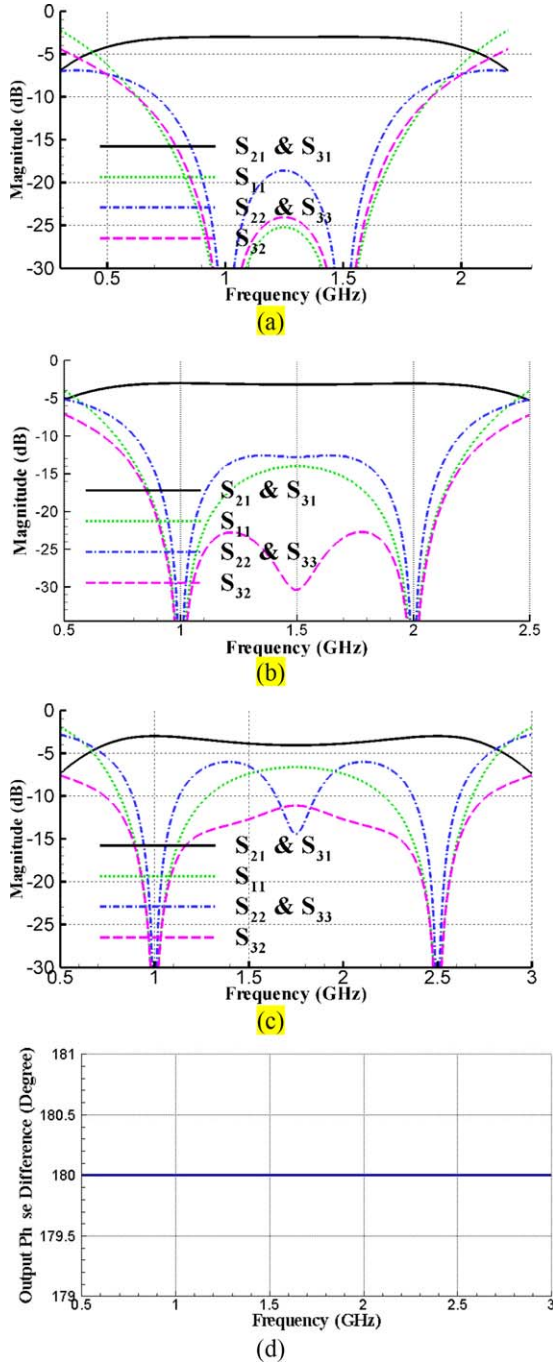 0
-5
-10
-15
-20
-25
-30
Magnitude (dB)
S21 & S31
S11
S22 & S33
S32
0.5
1
1.5
2
Frequency (GHz)
(a)
0
-5
-10
-15
-20
-25
-30
Magnitude (dB)
S21 & S31
S11
S22 & S33
S32
0.5
1
1.5
2
2.5
Frequency (GHz)
(b)
0
-5
-10
-15
-20
-25
-30
Magnitude (dB)
S21 & S31
S11
S22 & S33
S32
0.5
1
1.5
2
2.5
3
Frequency (GHz)
(c)
181
180.5
180
179.5
179
Output Ph se Difference (Degree)
0.5
1
1.5
2
2.5
3
Frequency (GHz)
(d)